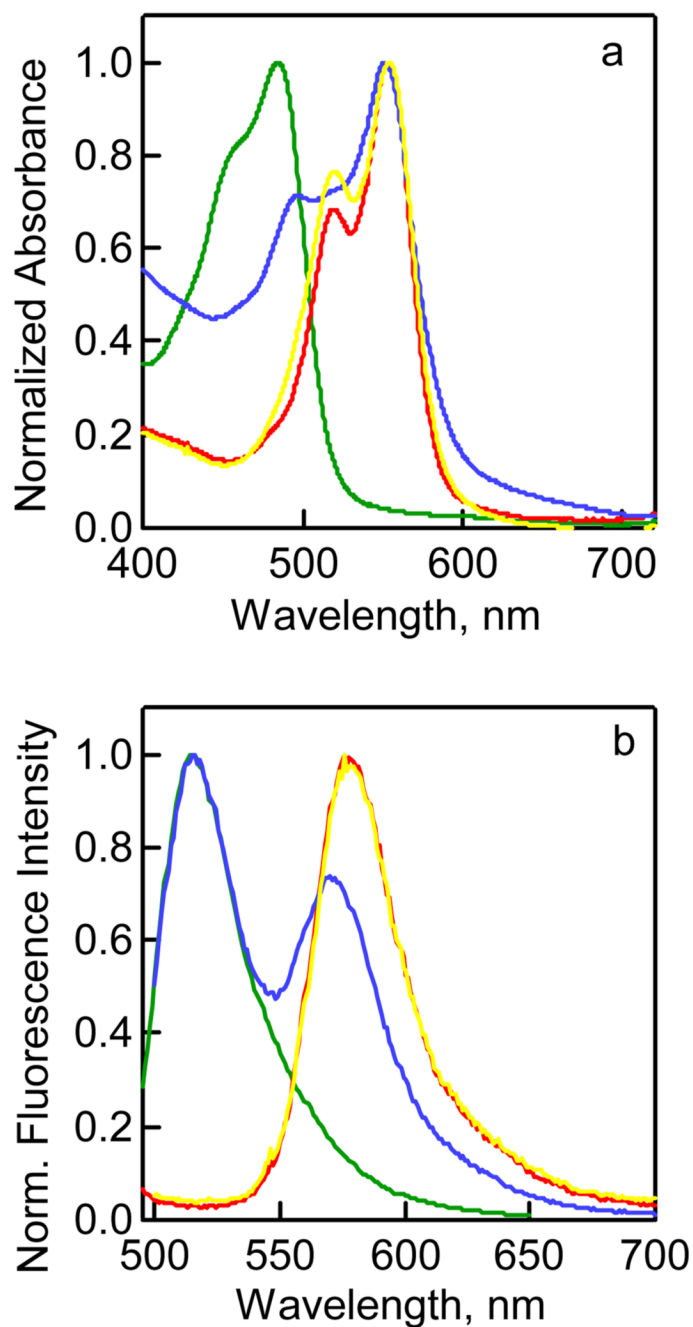 a
1.0
0.8
0.6
0.4
0.2
0.0
Normalized Absorbance
400 500 600 700
Wavelength, nm
b
1.0
0.8
0.6
0.4
0.2
0.0
Norm. Fluorescence Intensity
500 550 600 650 700
Wavelength, nm